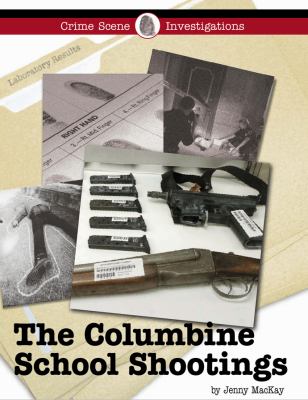 Crime Scene Investigations
Laboratory Results
RIGHT HAND
The Columbine
School Shootings
by Jenny MacKay